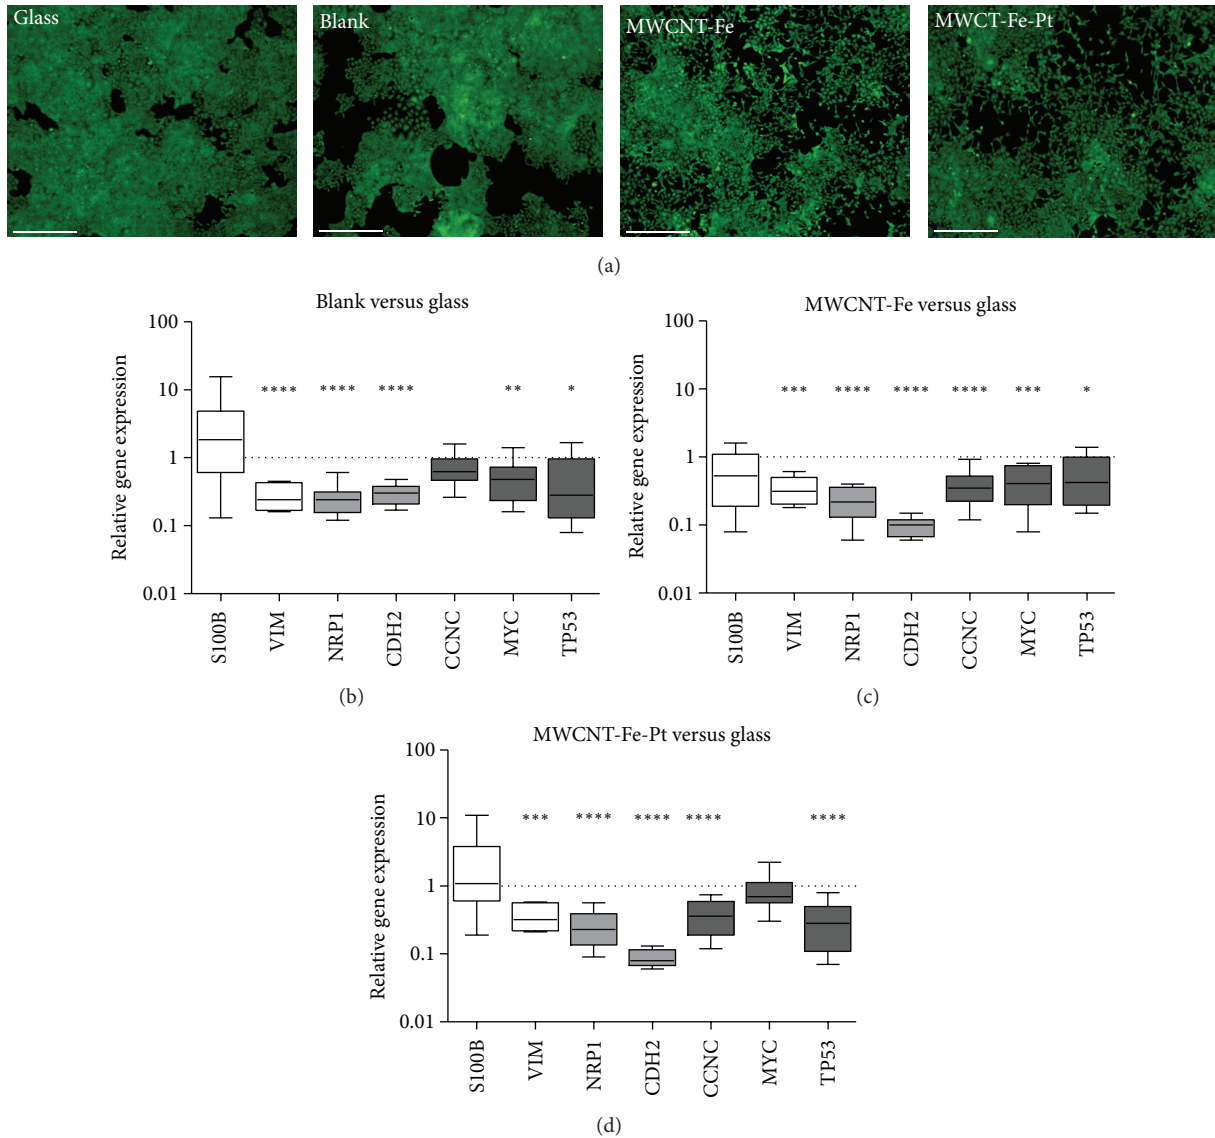 Glass
Blank
MWCNT-Fe
MWCT-Fe-Pt
(a)
Blank versus glass
Relative gene expression
100
10
1
0.1
0.01
****
****
****
**
*
S100B
VIM
NRP1
CDH2
CCNC
MYC
TP53
(b)
MWCNT-Fe versus glass
Relative gene expression
100
10
1
0.1
0.01
***
****
****
****
***
*
S100B
VIM
NRP1
CDH2
CCNC
MYC
TP53
(c)
MWCNT-Fe-Pt versus glass
Relative gene expression
100
10
1
0.1
0.01
***
****
****
****
****
S100B
VIM
NRP1
CDH2
CCNC
MYC
TP53
(d)